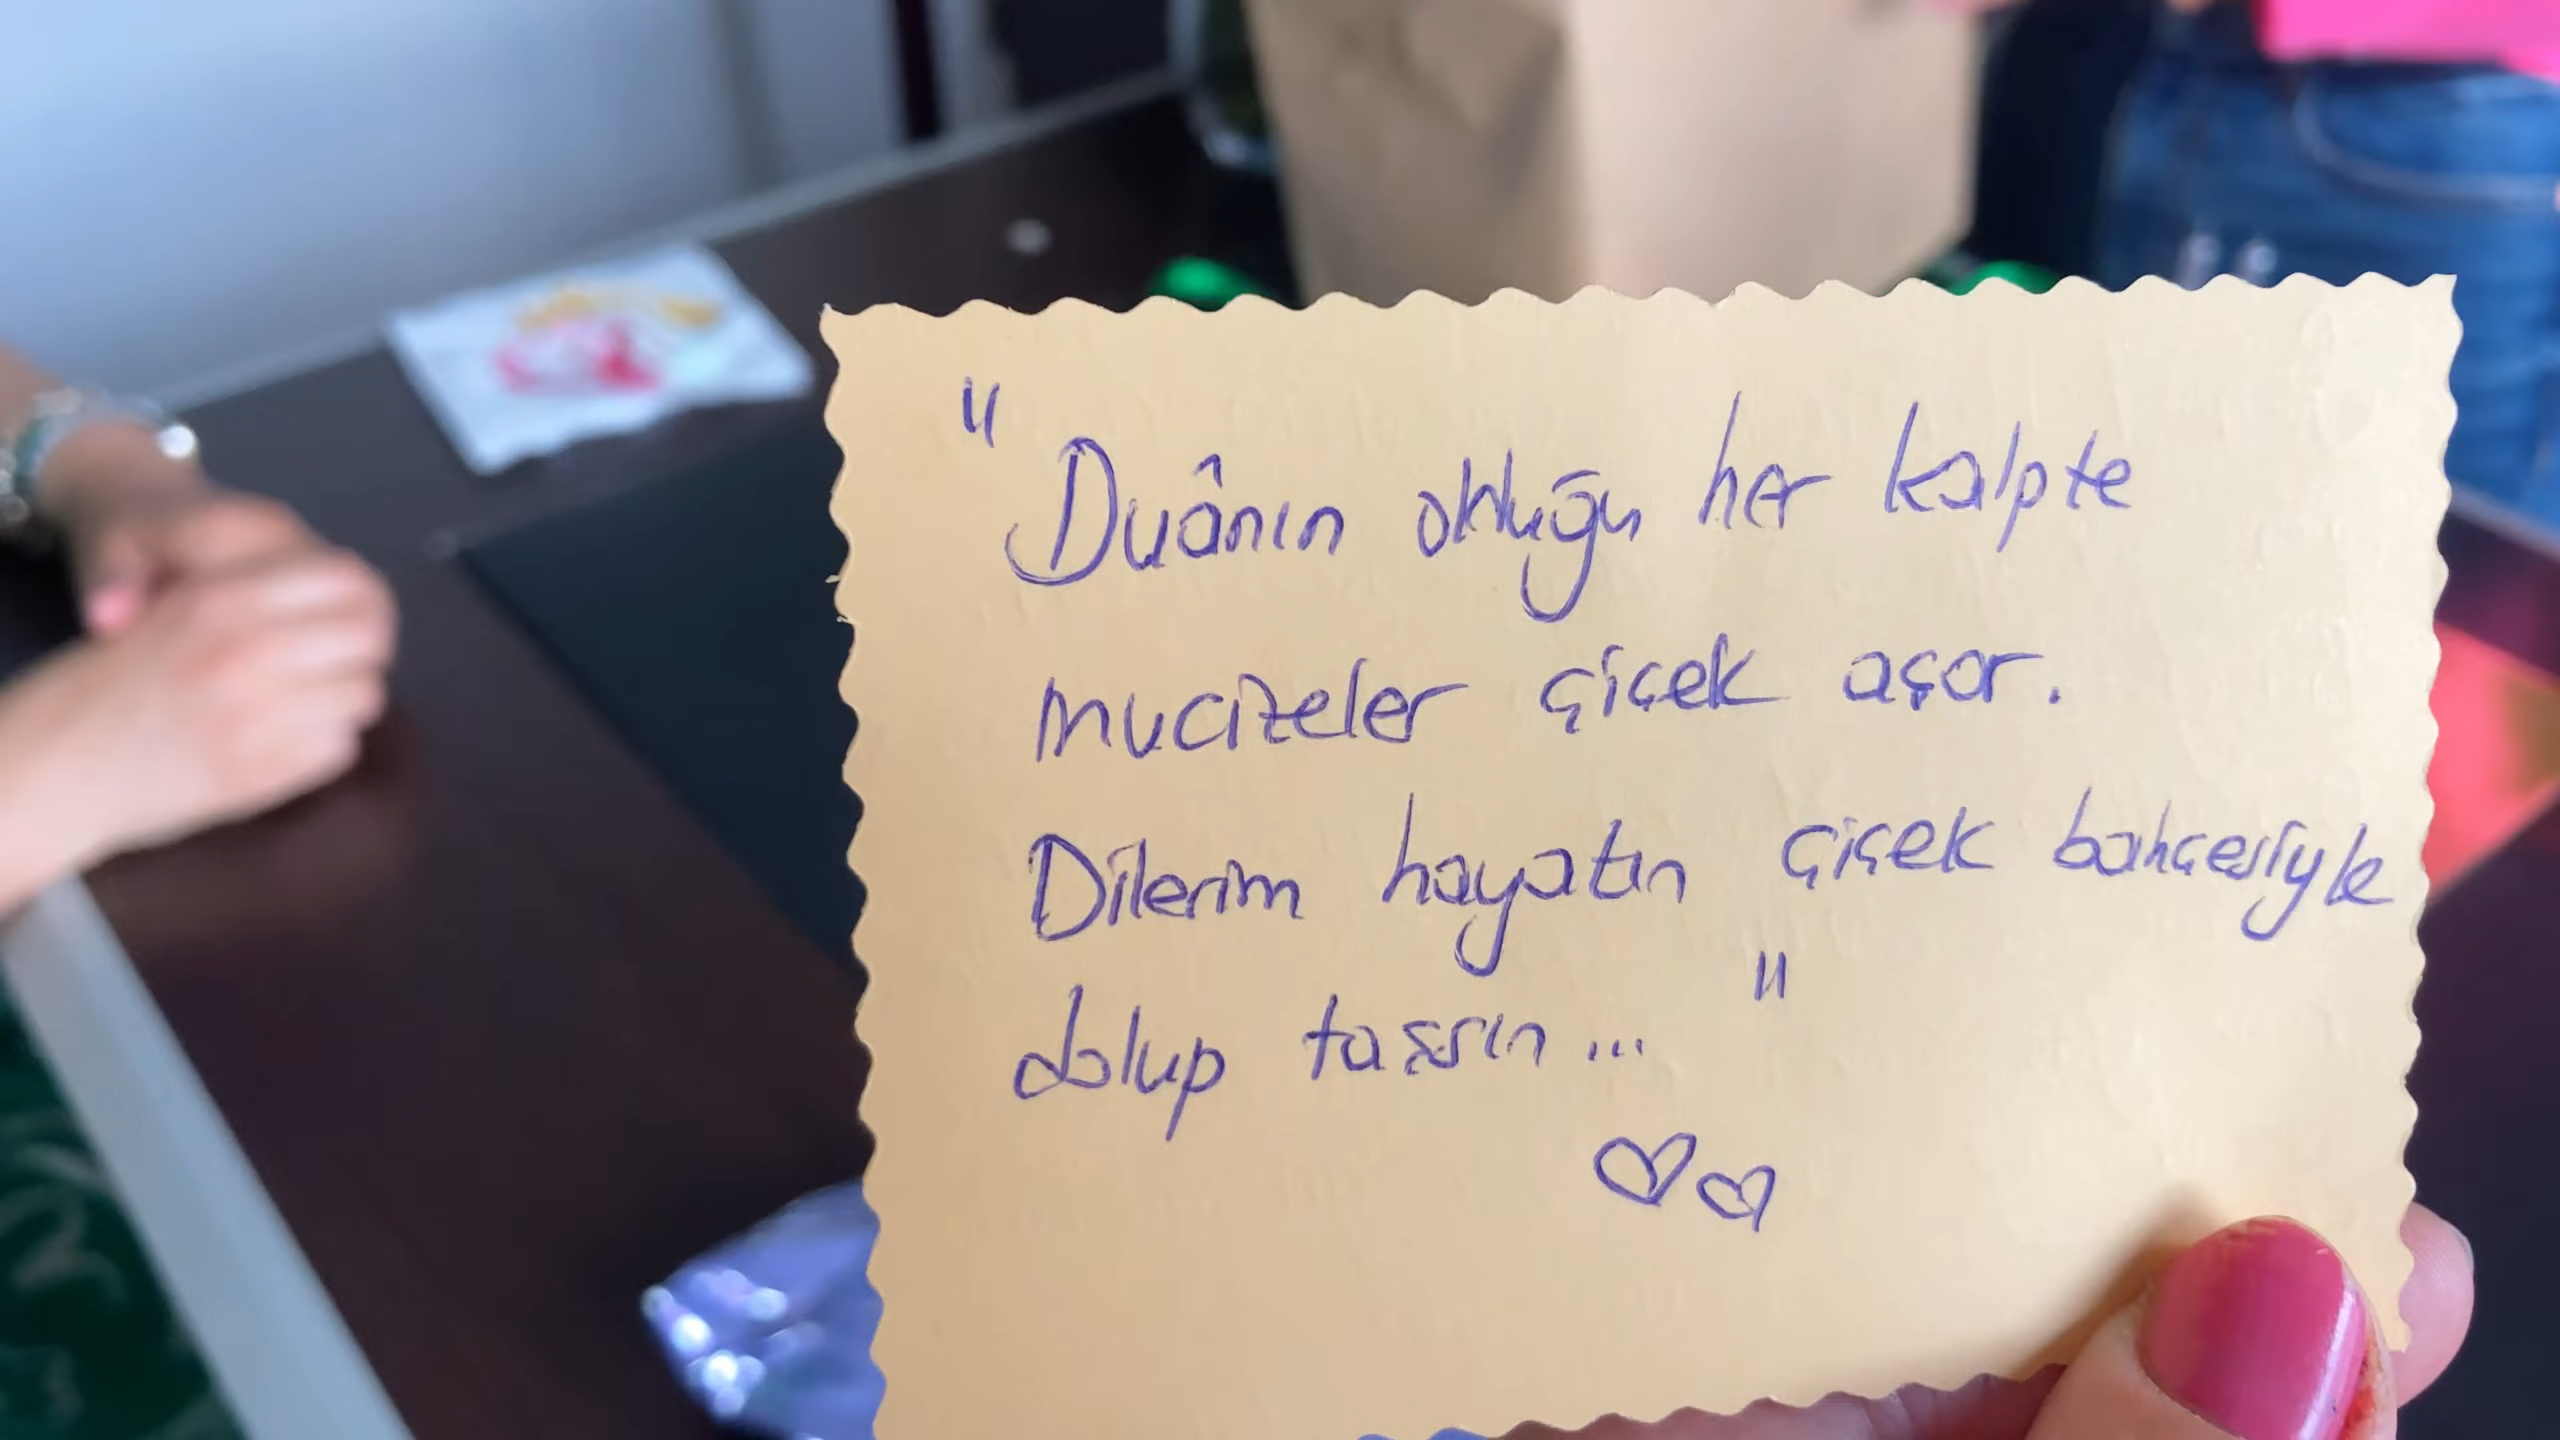 "Duânın olduğu her kalpte
mucizeler çiçek açar.
Dilerim hayatın çiçek bahçesiyle
dolup taşsın..."